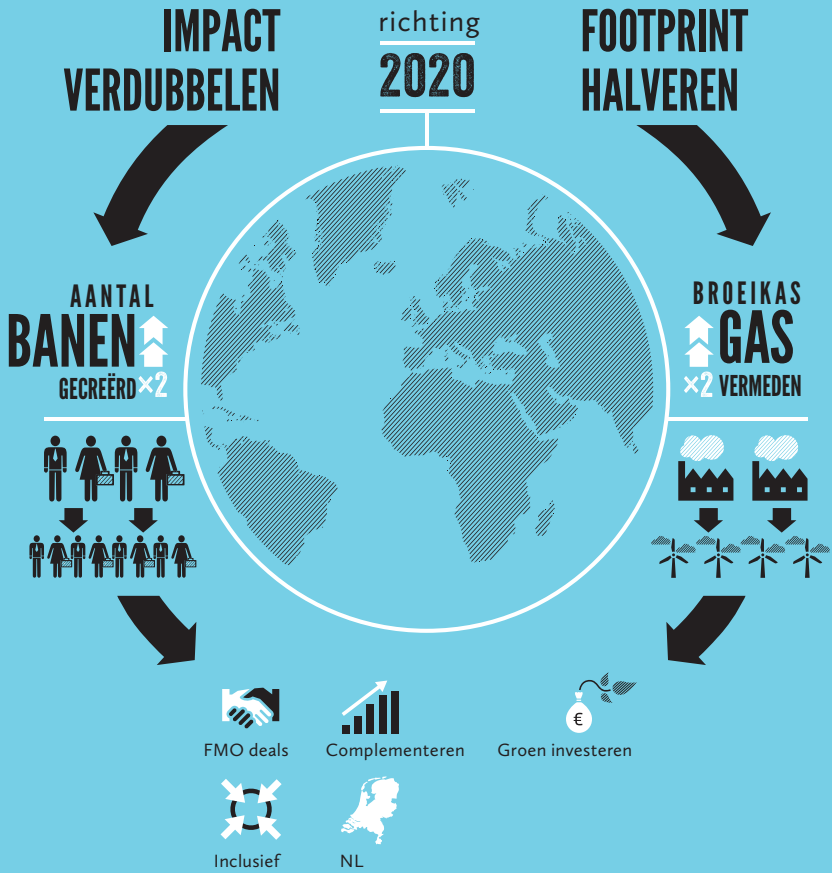 IMPACT
VERDUBBELEN
richting
2020
FOOTPRINT
HALVEREN
AANTAL
BANEN
GECREËRD ×2
BROEIKAS
GAS
×2 VERMEDEN
FMO deals
Complementeren
€
Groen investeren
Inclusief
NL